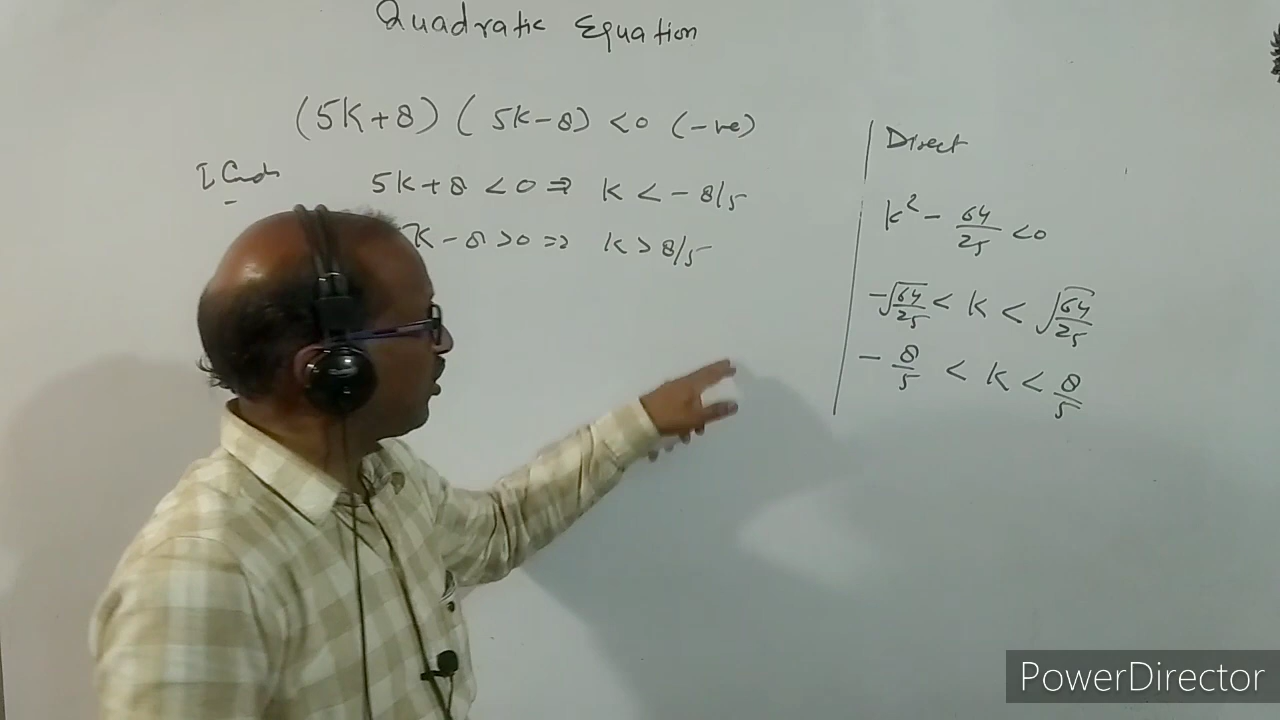 Quadratic Equation
(5K+8) (5K-8) <0 (-ve)
5K+8 <0 ⇒ K < -8/5
K-8 >0 ⇒ K > 8/5
Direct
K² - 64/25 <0
-√64/25 < K < √64/25
-8/5 < K < 8/5
PowerDirector